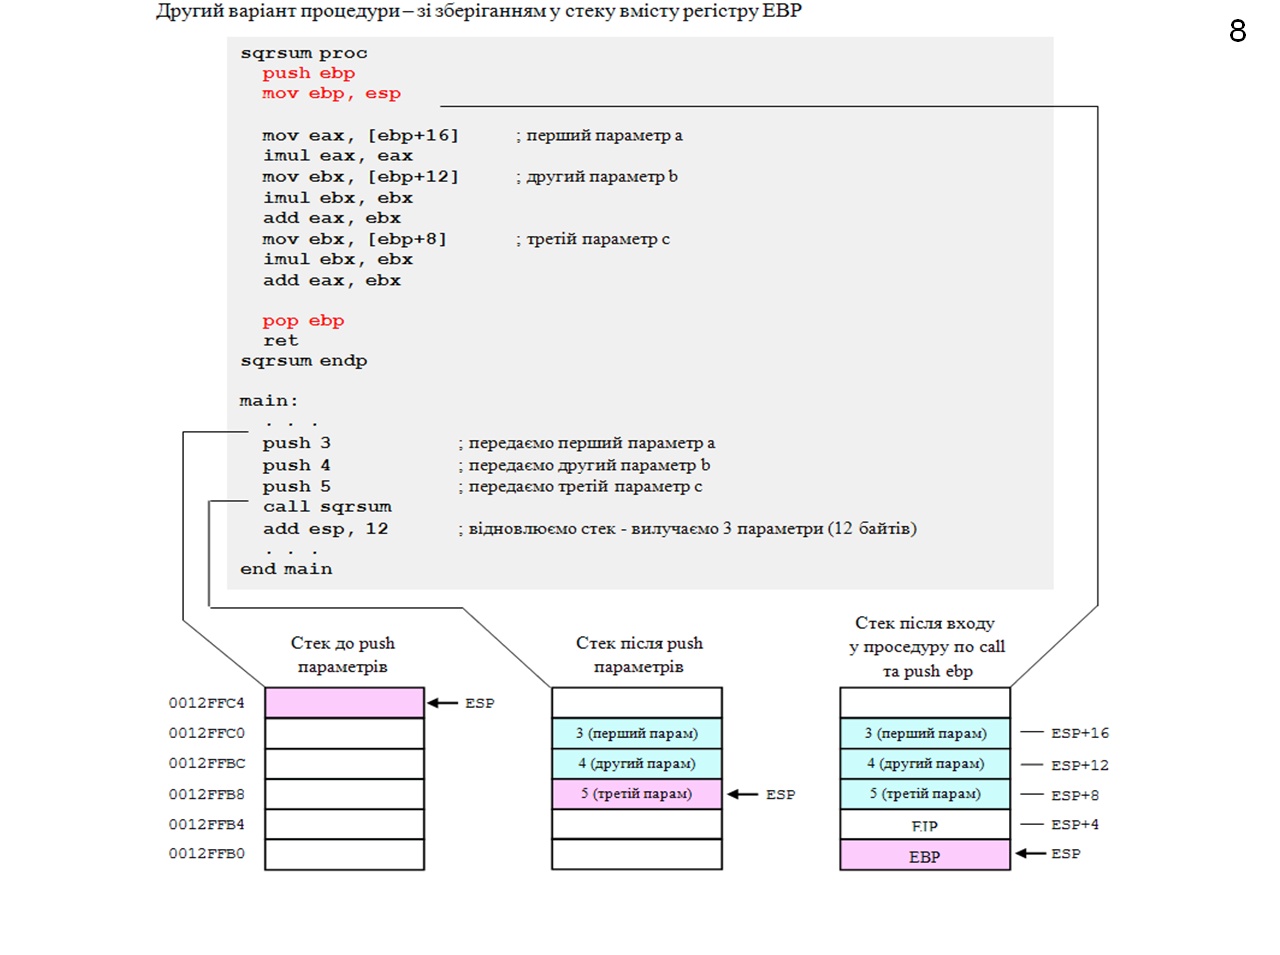 Другий варіант процедури – зі зберіганням у стеку вмісту регістру EBP
8
sqrsum proc
push ebp
mov ebp, esp
mov eax, [ebp+16] ; перший параметр a
imul eax, eax
mov ebx, [ebp+12] ; другий параметр b
imul ebx, ebx
add eax, ebx
mov ebx, [ebp+8] ; третій параметр c
imul ebx, ebx
add eax, ebx
pop ebp
ret
sqrsum endp
main:
. . .
push 3 ; передаємо перший параметр a
push 4 ; передаємо другий параметр b
push 5 ; передаємо третій параметр c
call sqrsum
add esp, 12 ; відновлюємо стек - вилучаємо 3 параметри (12 байтів)
. . .
end main
Стек до push
параметрів
Стек після push
параметрів
Стек після входу
у проседуру по call
та push ebp
0012FFC4 ESP
0012FFC0 3 (перший парам) 3 (перший парам) ESP+16
0012FFBC 4 (другий парам) 4 (другий парам) ESP+12
0012FFB8 5 (третій парам) ESP 5 (третій парам) ESP+8
0012FFB4 EIP ESP+4
0012FFB0 EBP ESP